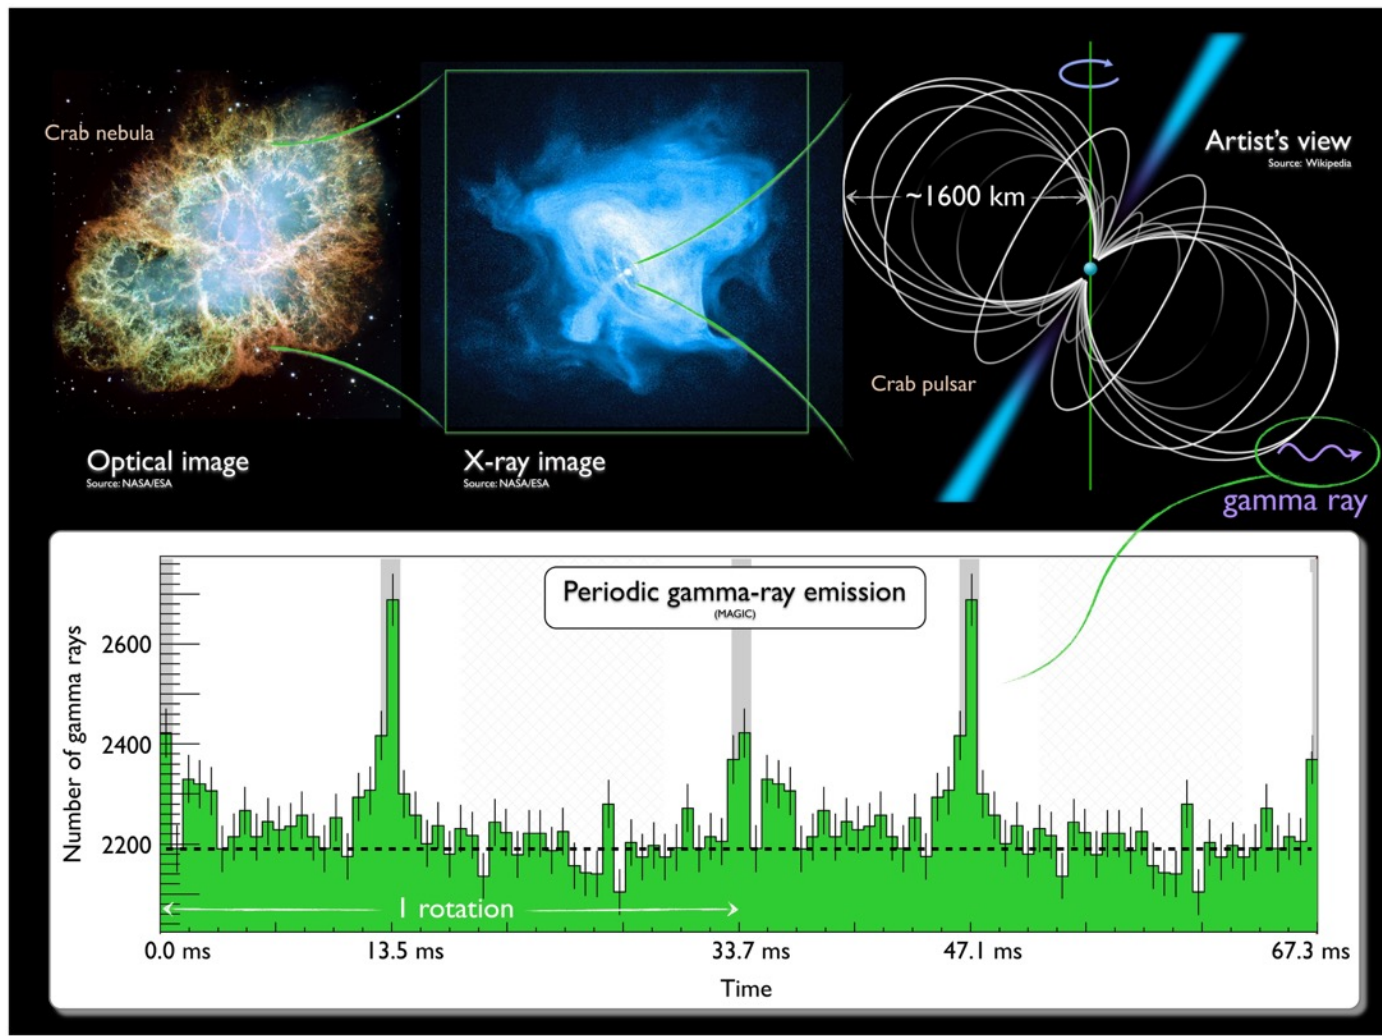 Crab nebula
Optical image
Source: NASA/ESA
X-ray image
Source: NASA/ESA
Artist's view
Source: Wikipedia
~1600 km
Crab pulsar
gamma ray
Periodic gamma-ray emission
(MAGIC)
Number of gamma rays
2600
2400
2200
1 rotation
0.0 ms
13.5 ms
33.7 ms
47.1 ms
67.3 ms
Time